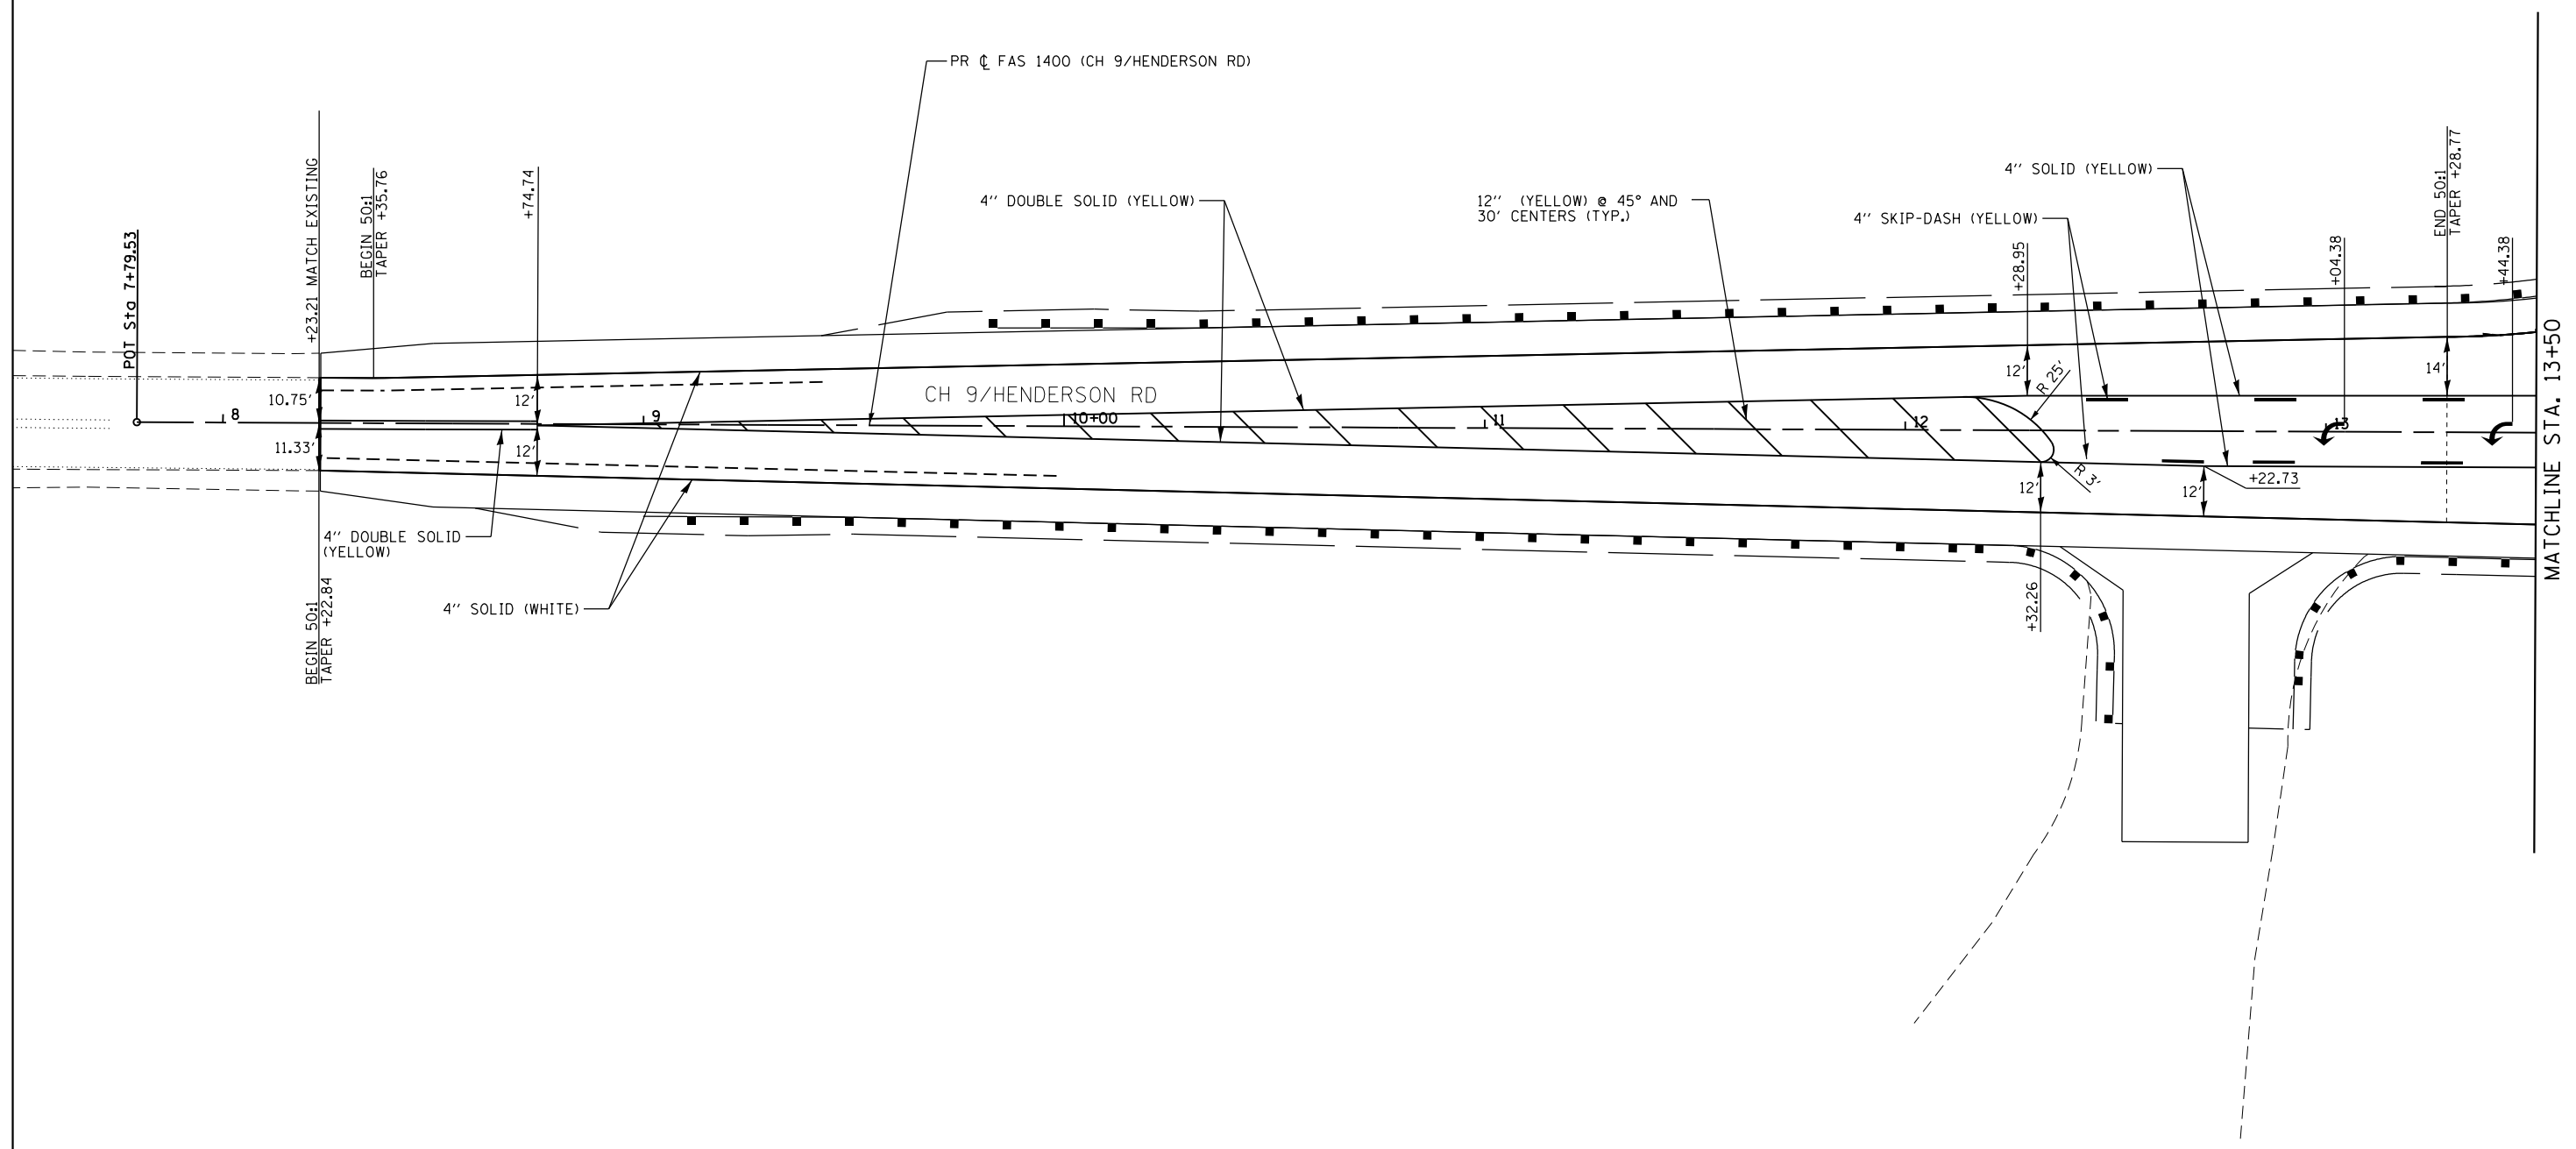 PR ℄ FAS 1400 (CH 9/HENDERSON RD)
POT Sta 7+79.53
+23.21 MATCH EXISTING
BEGIN 50:1
TAPER +35.76
+74.74
4'' DOUBLE SOLID (YELLOW)
12'' (YELLOW) @ 45° AND
30' CENTERS (TYP.)
4'' SOLID (YELLOW)
4'' SKIP-DASH (YELLOW)
+28.95
+04.38
END 50:1
TAPER +28.77
+44.38
MATCHLINE STA. 13+50
10.75'
12'
CH 9/HENDERSON RD
12'
R 25'
14'
8
9
10+00
11
12
13
11.33'
12'
12'
R 3'
12'
+22.73
4'' DOUBLE SOLID
(YELLOW)
BEGIN 50:1
TAPER +22.84
4'' SOLID (WHITE)
+32.26